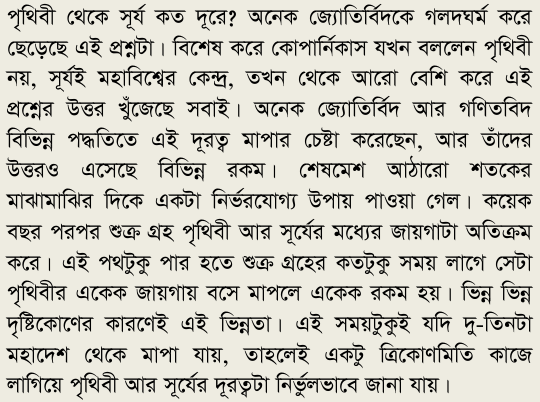 পৃথিবী থেকে সূর্য কত দূরে? অনেক জ্যোতির্বিদকে গলদঘর্ম করে
ছেড়েছে এই প্রশ্নটা। বিশেষ করে কোপার্নিকাস যখন বললেন পৃথিবী
নয়, সূর্যই মহাবিশ্বের কেন্দ্র, তখন থেকে আরো বেশি করে এই
প্রশ্নের উত্তর খুঁজেছে সবাই। অনেক জ্যোতির্বিদ আর গণিতবিদ
বিভিন্ন পদ্ধতিতে এই দূরত্ব মাপার চেষ্টা করেছেন, আর তাঁদের
উত্তরও এসেছে বিভিন্ন রকম। শেষমেশ আঠারো শতকের
মাঝামাঝির দিকে একটা নির্ভরযোগ্য উপায় পাওয়া গেল। কয়েক
বছর পরপর শুক্র গ্রহ পৃথিবী আর সূর্যের মধ্যের জায়গাটা অতিক্রম
করে। এই পথটুকু পার হতে শুক্র গ্রহের কতটুকু সময় লাগে সেটা
পৃথিবীর একেক জায়গায় বসে মাপলে একেক রকম হয়। ভিন্ন ভিন্ন
দৃষ্টিকোণের কারণেই এই ভিন্নতা। এই সময়টুকুই যদি দু-তিনটা
মহাদেশ থেকে মাপা যায়, তাহলেই একটু ত্রিকোণমিতি কাজে
লাগিয়ে পৃথিবী আর সূর্যের দূরত্বটা নির্ভুলভাবে জানা যায়।